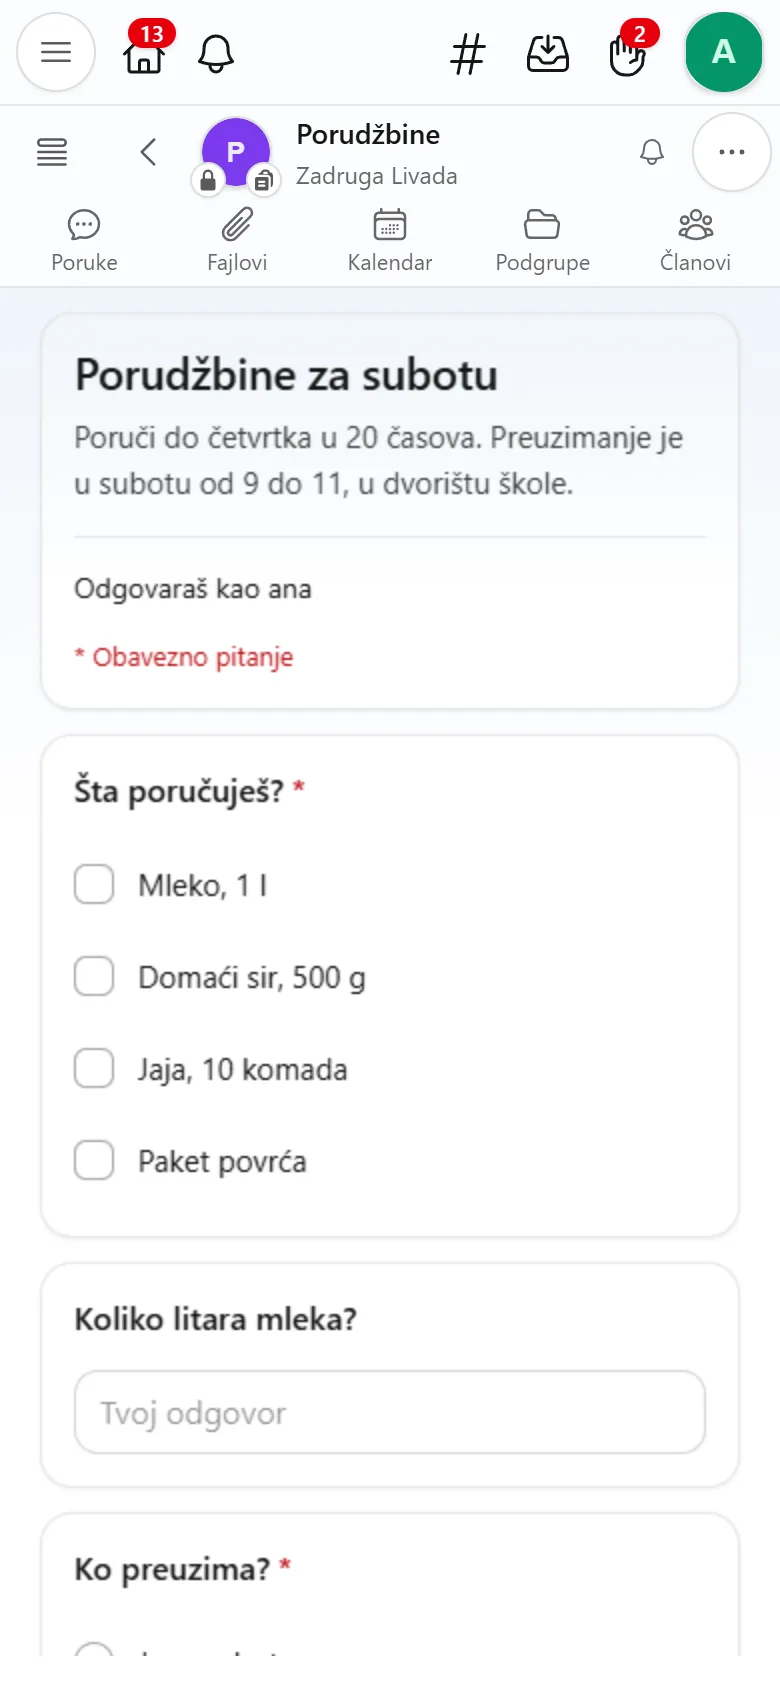 13
2
A
P
Porudžbine
Zadruga Livada
Poruke
Fajlovi
Kalendar
Podgrupe
Članovi
Porudžbine za subotu
Poruči do četvrtka u 20 časova. Preuzimanje je
u subotu od 9 do 11, u dvorištu škole.
Odgovaraš kao ana
* Obavezno pitanje
Šta poručuješ? *
Mleko, 1 l
Domaći sir, 500 g
Jaja, 10 komada
Paket povrća
Koliko litara mleka?
Tvoj odgovor
Ko preuzima? *